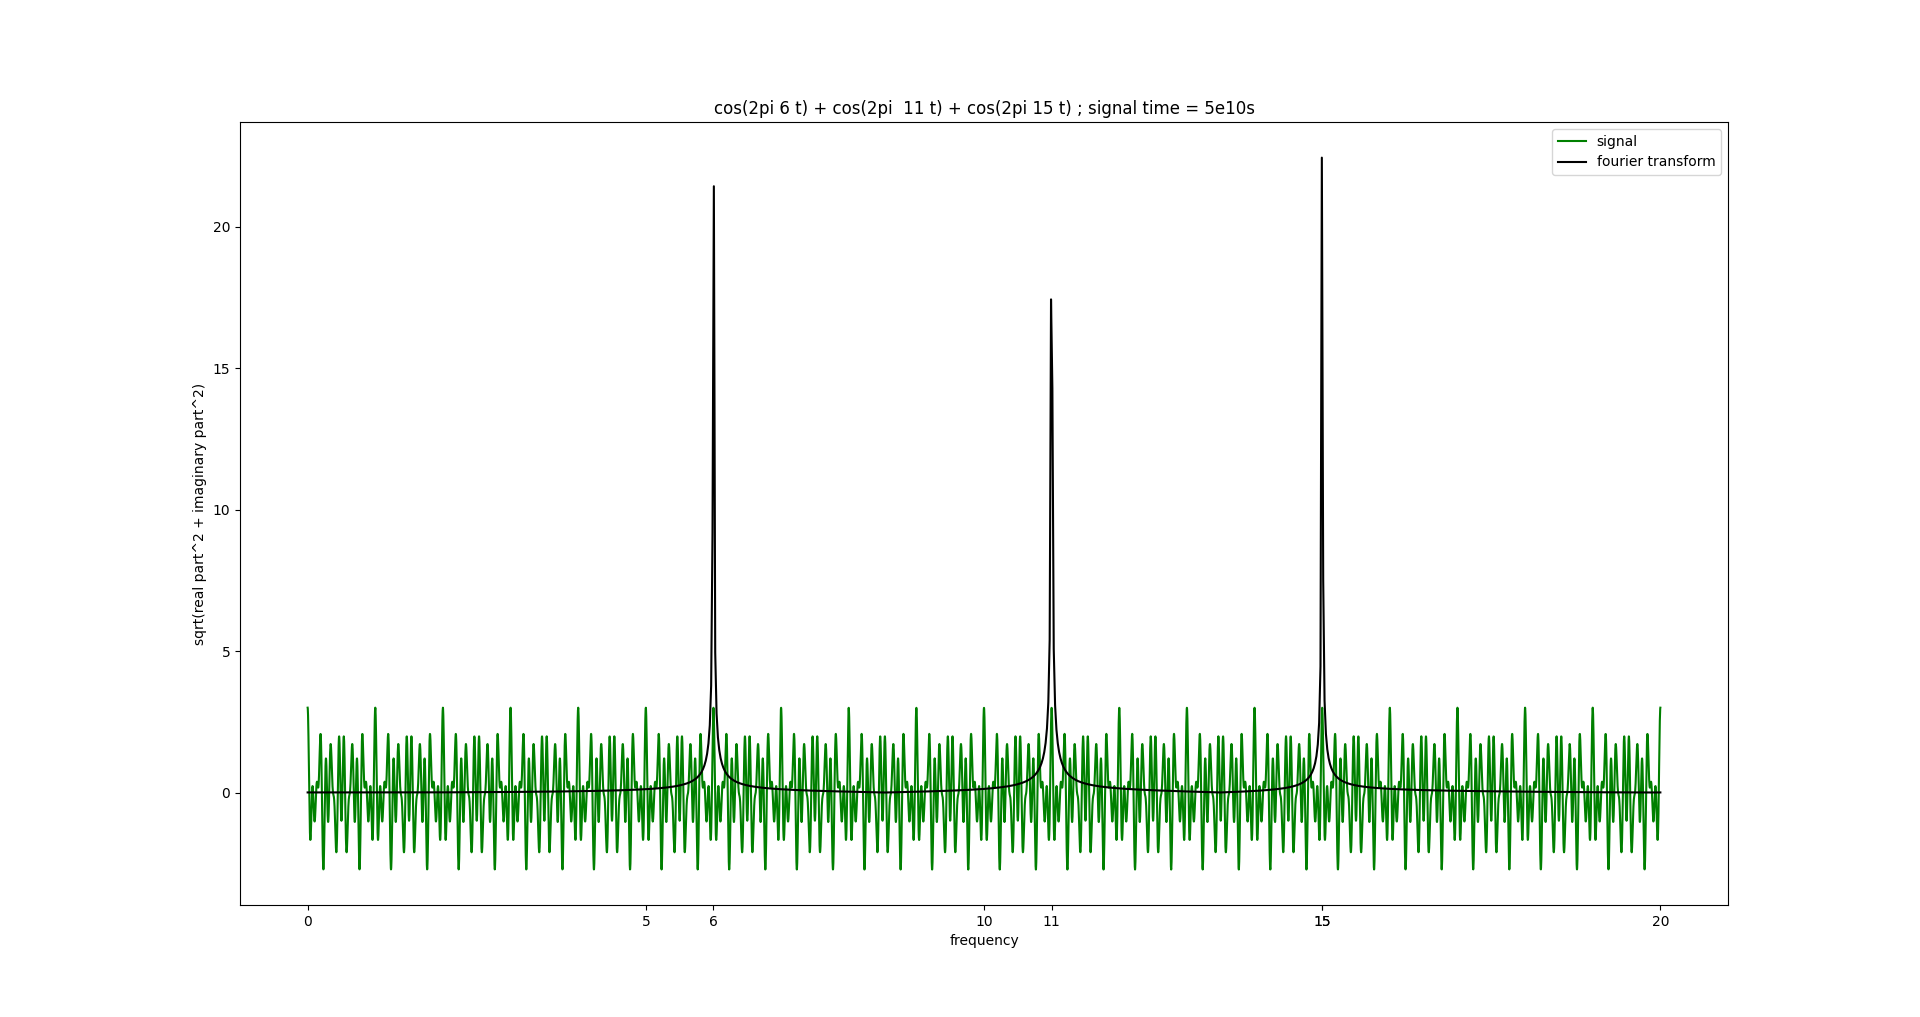 cos(2pi 6 t) + cos(2pi  11 t) + cos(2pi 15 t) ; signal time = 5e10s
signal
fourier transform
sqrt(real part^2 + imaginary part^2)
20
15
10
5
0
0 5 6 10 11 15 20
frequency